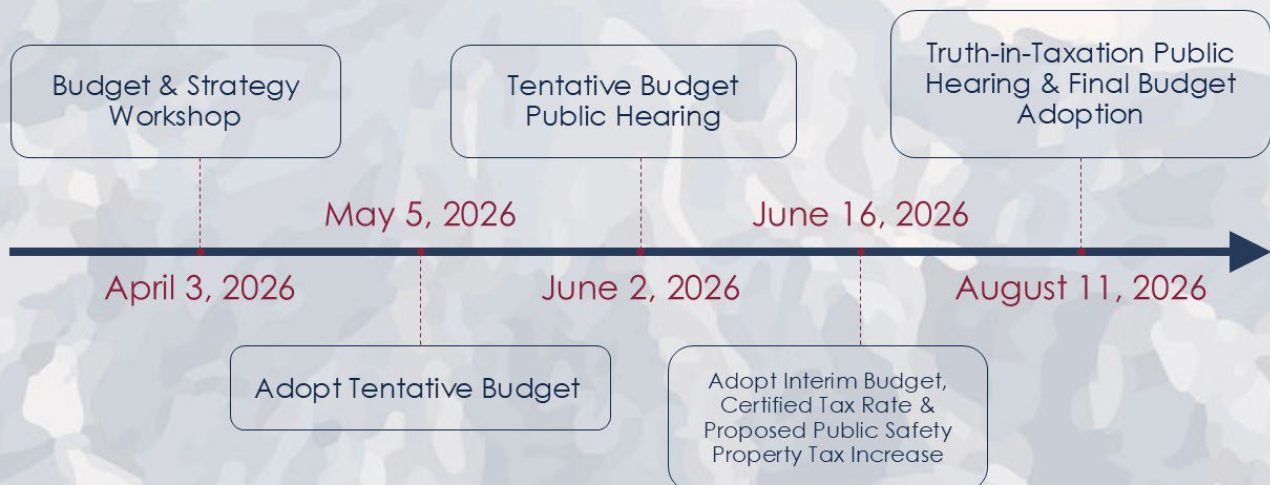 Budget & Strategy
Workshop
Tentative Budget
Public Hearing
Truth-in-Taxation Public
Hearing & Final Budget
Adoption
May 5, 2026
June 16, 2026
April 3, 2026
June 2, 2026
August 11, 2026
Adopt Tentative Budget
Adopt Interim Budget,
Certified Tax Rate &
Proposed Public Safety
Property Tax Increase